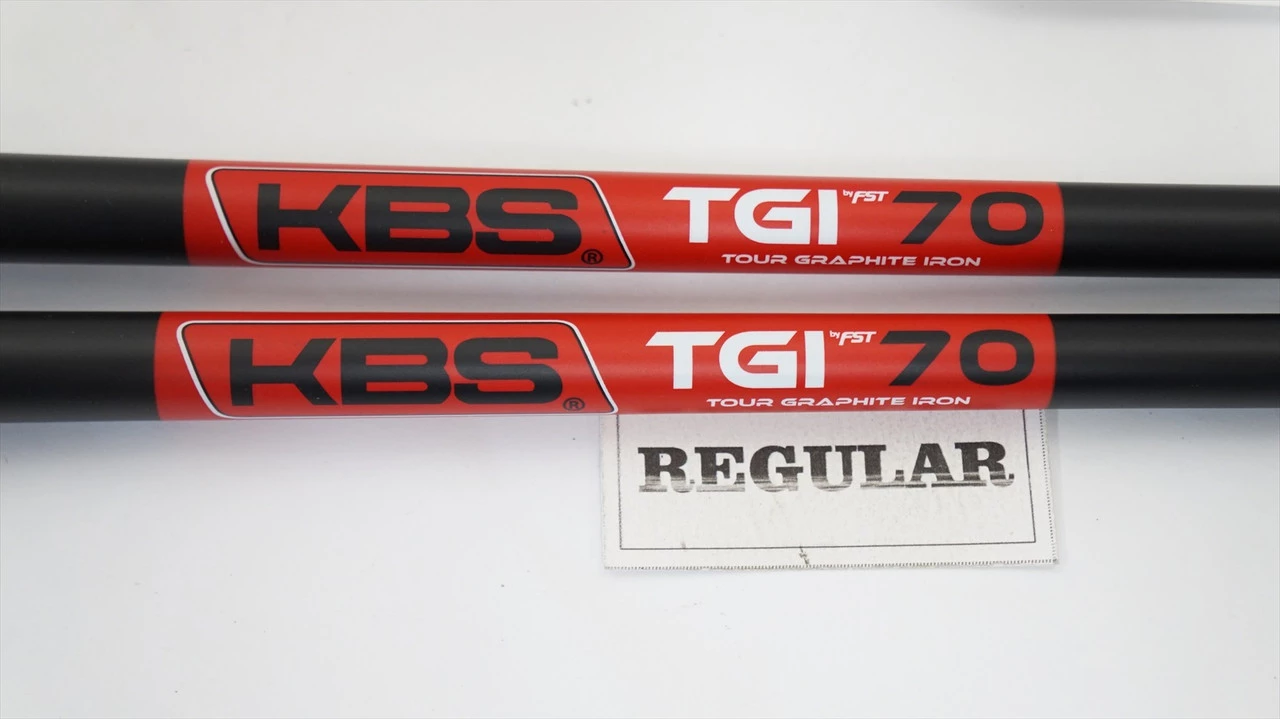 KBS® TGI by FST 70
TOUR GRAPHITE IRON
KBS® TGI by FST 70
TOUR GRAPHITE IRON
REGULAR